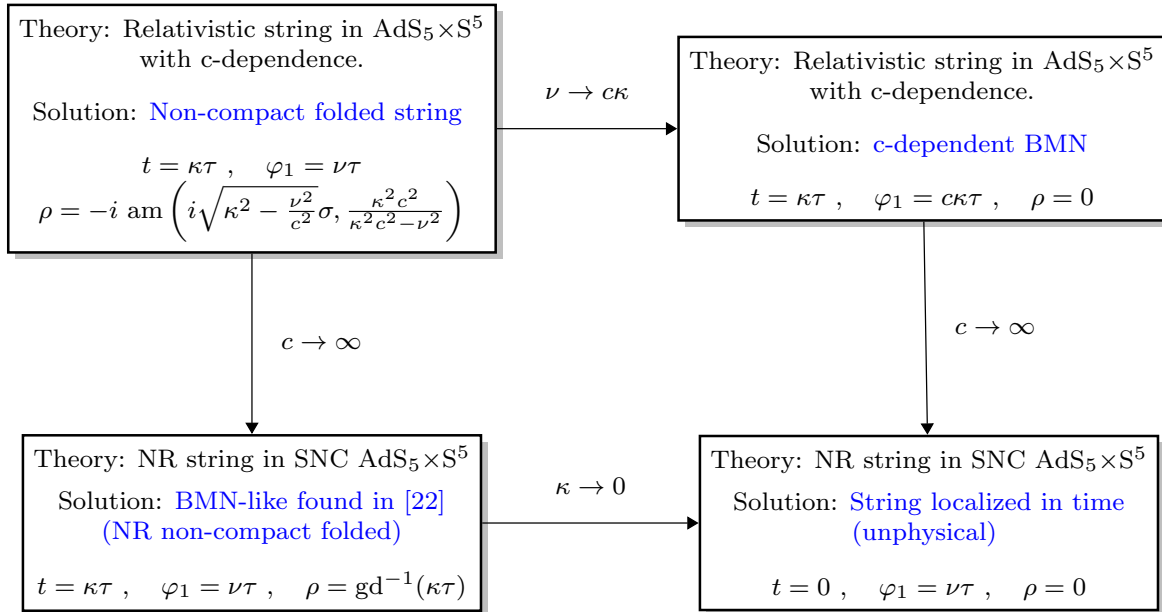 Theory: Relativistic string in AdS₅×S⁵
with c-dependence.
Solution: Non-compact folded string
t = κτ , φ₁ = ντ
ρ = −i am(i√(κ² − ν²/c²)σ, κ²c²/(κ²c²−ν²))
ν → cκ
Theory: Relativistic string in AdS₅×S⁵
with c-dependence.
Solution: c-dependent BMN
t = κτ , φ₁ = cκτ , ρ = 0
c → ∞
c → ∞
Theory: NR string in SNC AdS₅×S⁵
Solution: BMN-like found in [22]
(NR non-compact folded)
t = κτ , φ₁ = ντ , ρ = gd⁻¹(κτ)
κ → 0
Theory: NR string in SNC AdS₅×S⁵
Solution: String localized in time
(unphysical)
t = 0 , φ₁ = ντ , ρ = 0